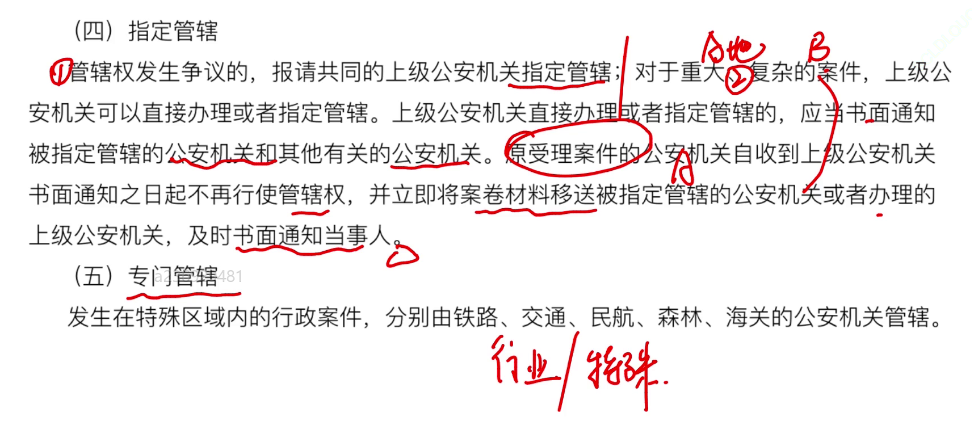 （四）指定管辖
A地 B
①管辖权发生争议的，报请共同的上级公安机关指定管辖；对于重大、②复杂的案件，上级公
安机关可以直接办理或者指定管辖。上级公安机关直接办理或者指定管辖的，应当书面通知
被指定管辖的公安机关和其他有关的公安机关。原受理案件的公安机关自收到上级公安机关
A
书面通知之日起不再行使管辖权，并立即将案卷材料移送被指定管辖的公安机关或者办理的
上级公安机关，及时书面通知当事人。
（五）专门管辖
发生在特殊区域内的行政案件，分别由铁路、交通、民航、森林、海关的公安机关管辖。
行业/特殊